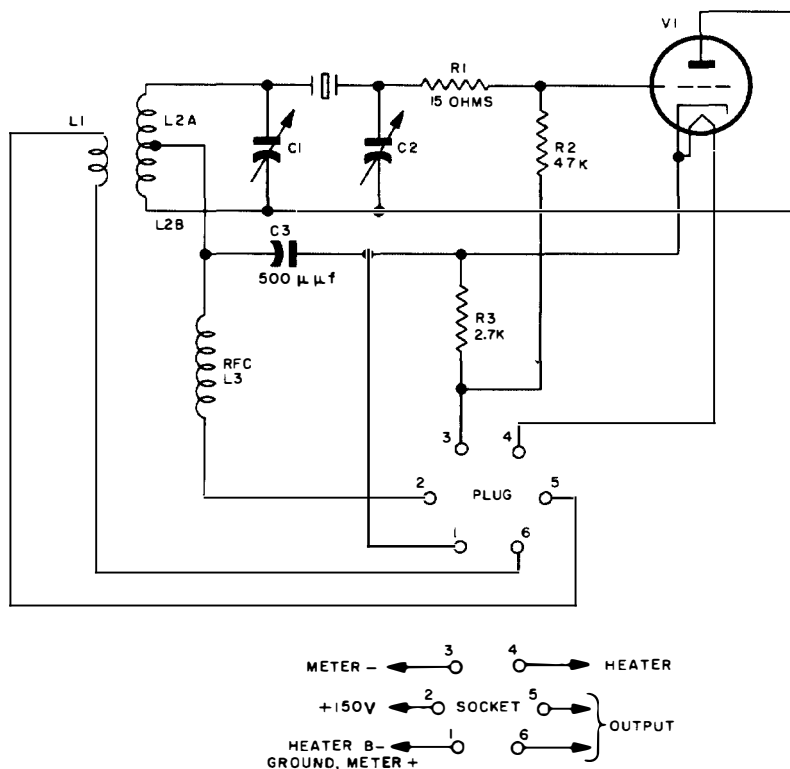 V1
R1
15 OHMS
L1
L2A
C1
C2
R2
47K
L2B
C3
500 μμf
R3
2.7K
RFC
L3
3
4
2
PLUG
5
1
6
3
4
METER -
HEATER
+150V
2
SOCKET
5
OUTPUT
HEATER B-
1
6
GROUND, METER +